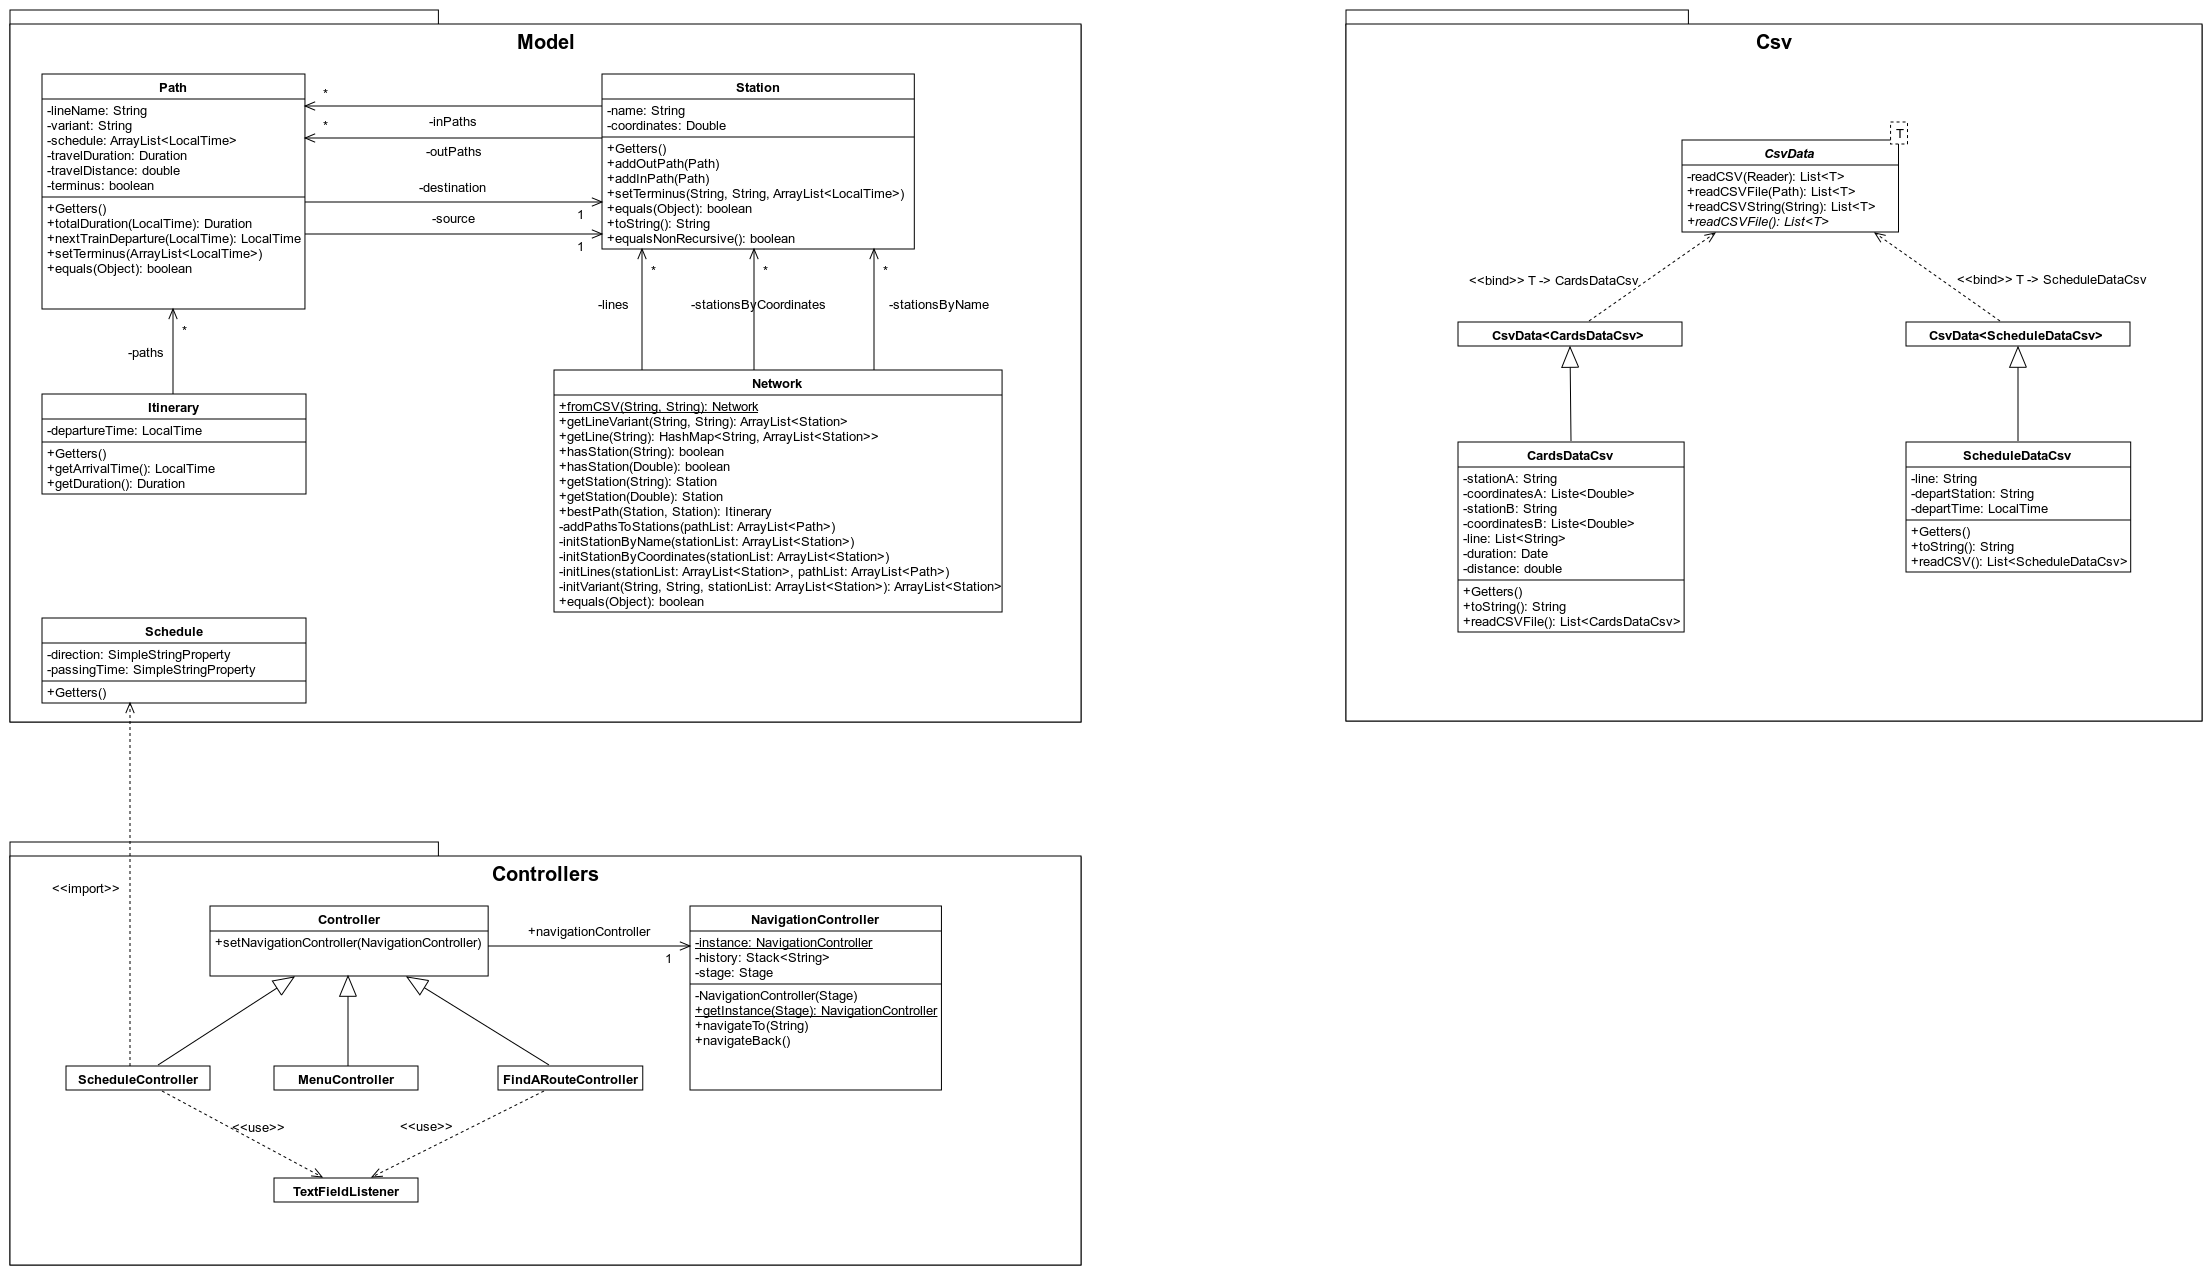 Model
Path
-lineName: String
-variant: String
-schedule: ArrayList<LocalTime>
-travelDuration: Duration
-travelDistance: double
-terminus: boolean
+Getters()
+totalDuration(LocalTime): Duration
+nextTrainDeparture(LocalTime): LocalTime
+setTerminus(ArrayList<LocalTime>)
+equals(Object): boolean
*
-inPaths
*
-outPaths
-destination
1
-source
1
Station
-name: String
-coordinates: Double
+Getters()
+addOutPath(Path)
+addInPath(Path)
+setTerminus(String, String, ArrayList<LocalTime>)
+equals(Object): boolean
+toString(): String
+equalsNonRecursive(): boolean
*
-paths
*
-lines
*
-stationsByCoordinates
*
-stationsByName
Itinerary
-departureTime: LocalTime
+Getters()
+getArrivalTime(): LocalTime
+getDuration(): Duration
Network
+fromCSV(String, String): Network
+getLineVariant(String, String): ArrayList<Station>
+getLine(String): HashMap<String, ArrayList<Station>>
+hasStation(String): boolean
+hasStation(Double): boolean
+getStation(String): Station
+getStation(Double): Station
+bestPath(Station, Station): Itinerary
-addPathsToStations(pathList: ArrayList<Path>)
-initStationByName(stationList: ArrayList<Station>)
-initStationByCoordinates(stationList: ArrayList<Station>)
-initLines(stationList: ArrayList<Station>, pathList: ArrayList<Path>)
-initVariant(String, String, stationList: ArrayList<Station>): ArrayList<Station>
+equals(Object): boolean
Schedule
-direction: SimpleStringProperty
-passingTime: SimpleStringProperty
+Getters()
Csv
T
CsvData
-readCSV(Reader): List<T>
+readCSVFile(Path): List<T>
+readCSVString(String): List<T>
+readCSVFile(): List<T>
<<bind>> T -> CardsDataCsv
<<bind>> T -> ScheduleDataCsv
CsvData<CardsDataCsv>
CsvData<ScheduleDataCsv>
CardsDataCsv
-stationA: String
-coordinatesA: Liste<Double>
-stationB: String
-coordinatesB: Liste<Double>
-line: List<String>
-duration: Date
-distance: double
+Getters()
+toString(): String
+readCSVFile(): List<CardsDataCsv>
ScheduleDataCsv
-line: String
-departStation: String
-departTime: LocalTime
+Getters()
+toString(): String
+readCSV(): List<ScheduleDataCsv>
<<import>>
Controllers
Controller
+setNavigationController(NavigationController)
+navigationController
1
NavigationController
-instance: NavigationController
-history: Stack<String>
-stage: Stage
-NavigationController(Stage)
+getInstance(Stage): NavigationController
+navigateTo(String)
+navigateBack()
ScheduleController
MenuController
FindARouteController
<<use>>
<<use>>
TextFieldListener